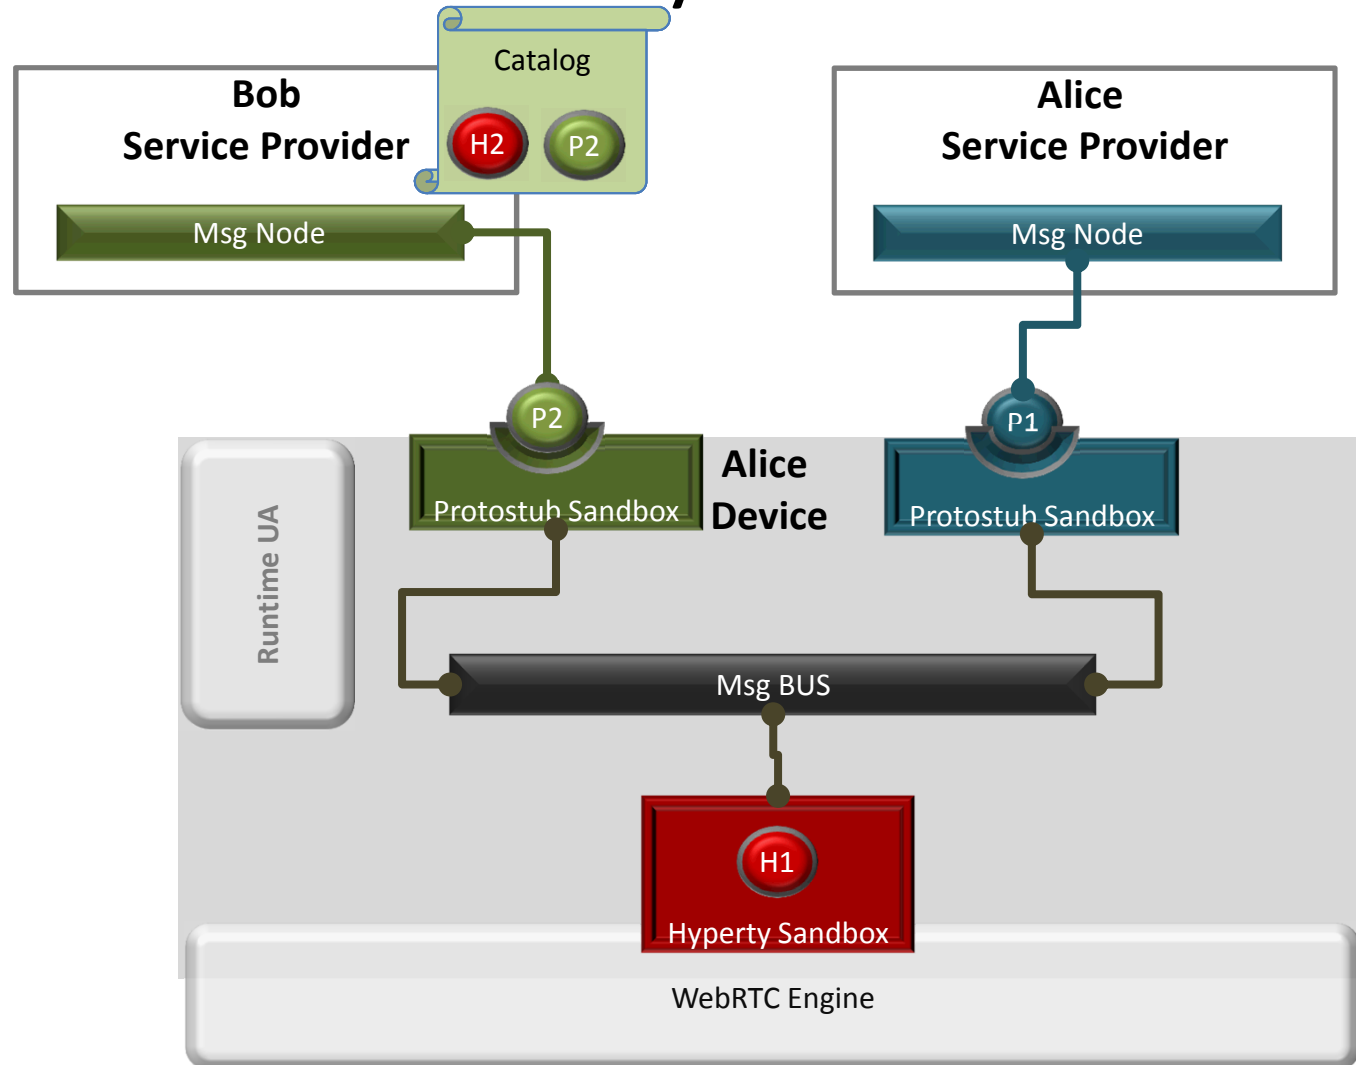 Catalog
H2
P2
Bob
Service Provider
Msg Node
Alice
Service Provider
Msg Node
P2
Protostub Sandbox
Alice
Device
P1
Protostub Sandbox
Runtime UA
Msg BUS
H1
Hyperty Sandbox
WebRTC Engine